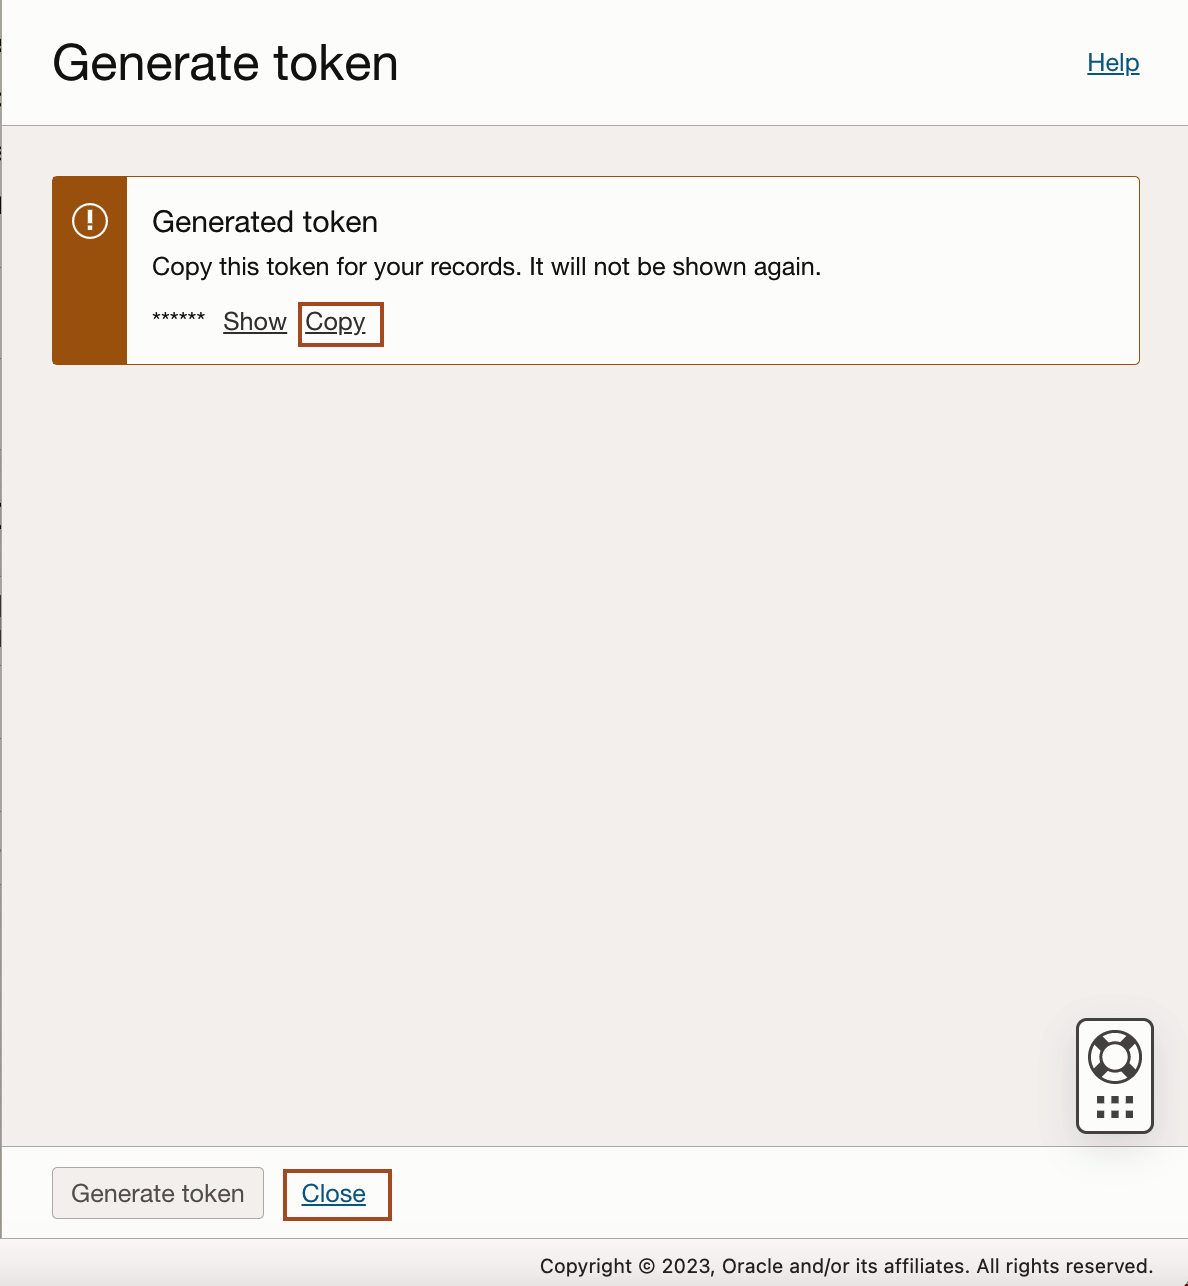 Generate token
Help
Generated token
Copy this token for your records. It will not be shown again.
****** Show Copy
Generate token
Close
Copyright © 2023, Oracle and/or its affiliates. All rights reserved.